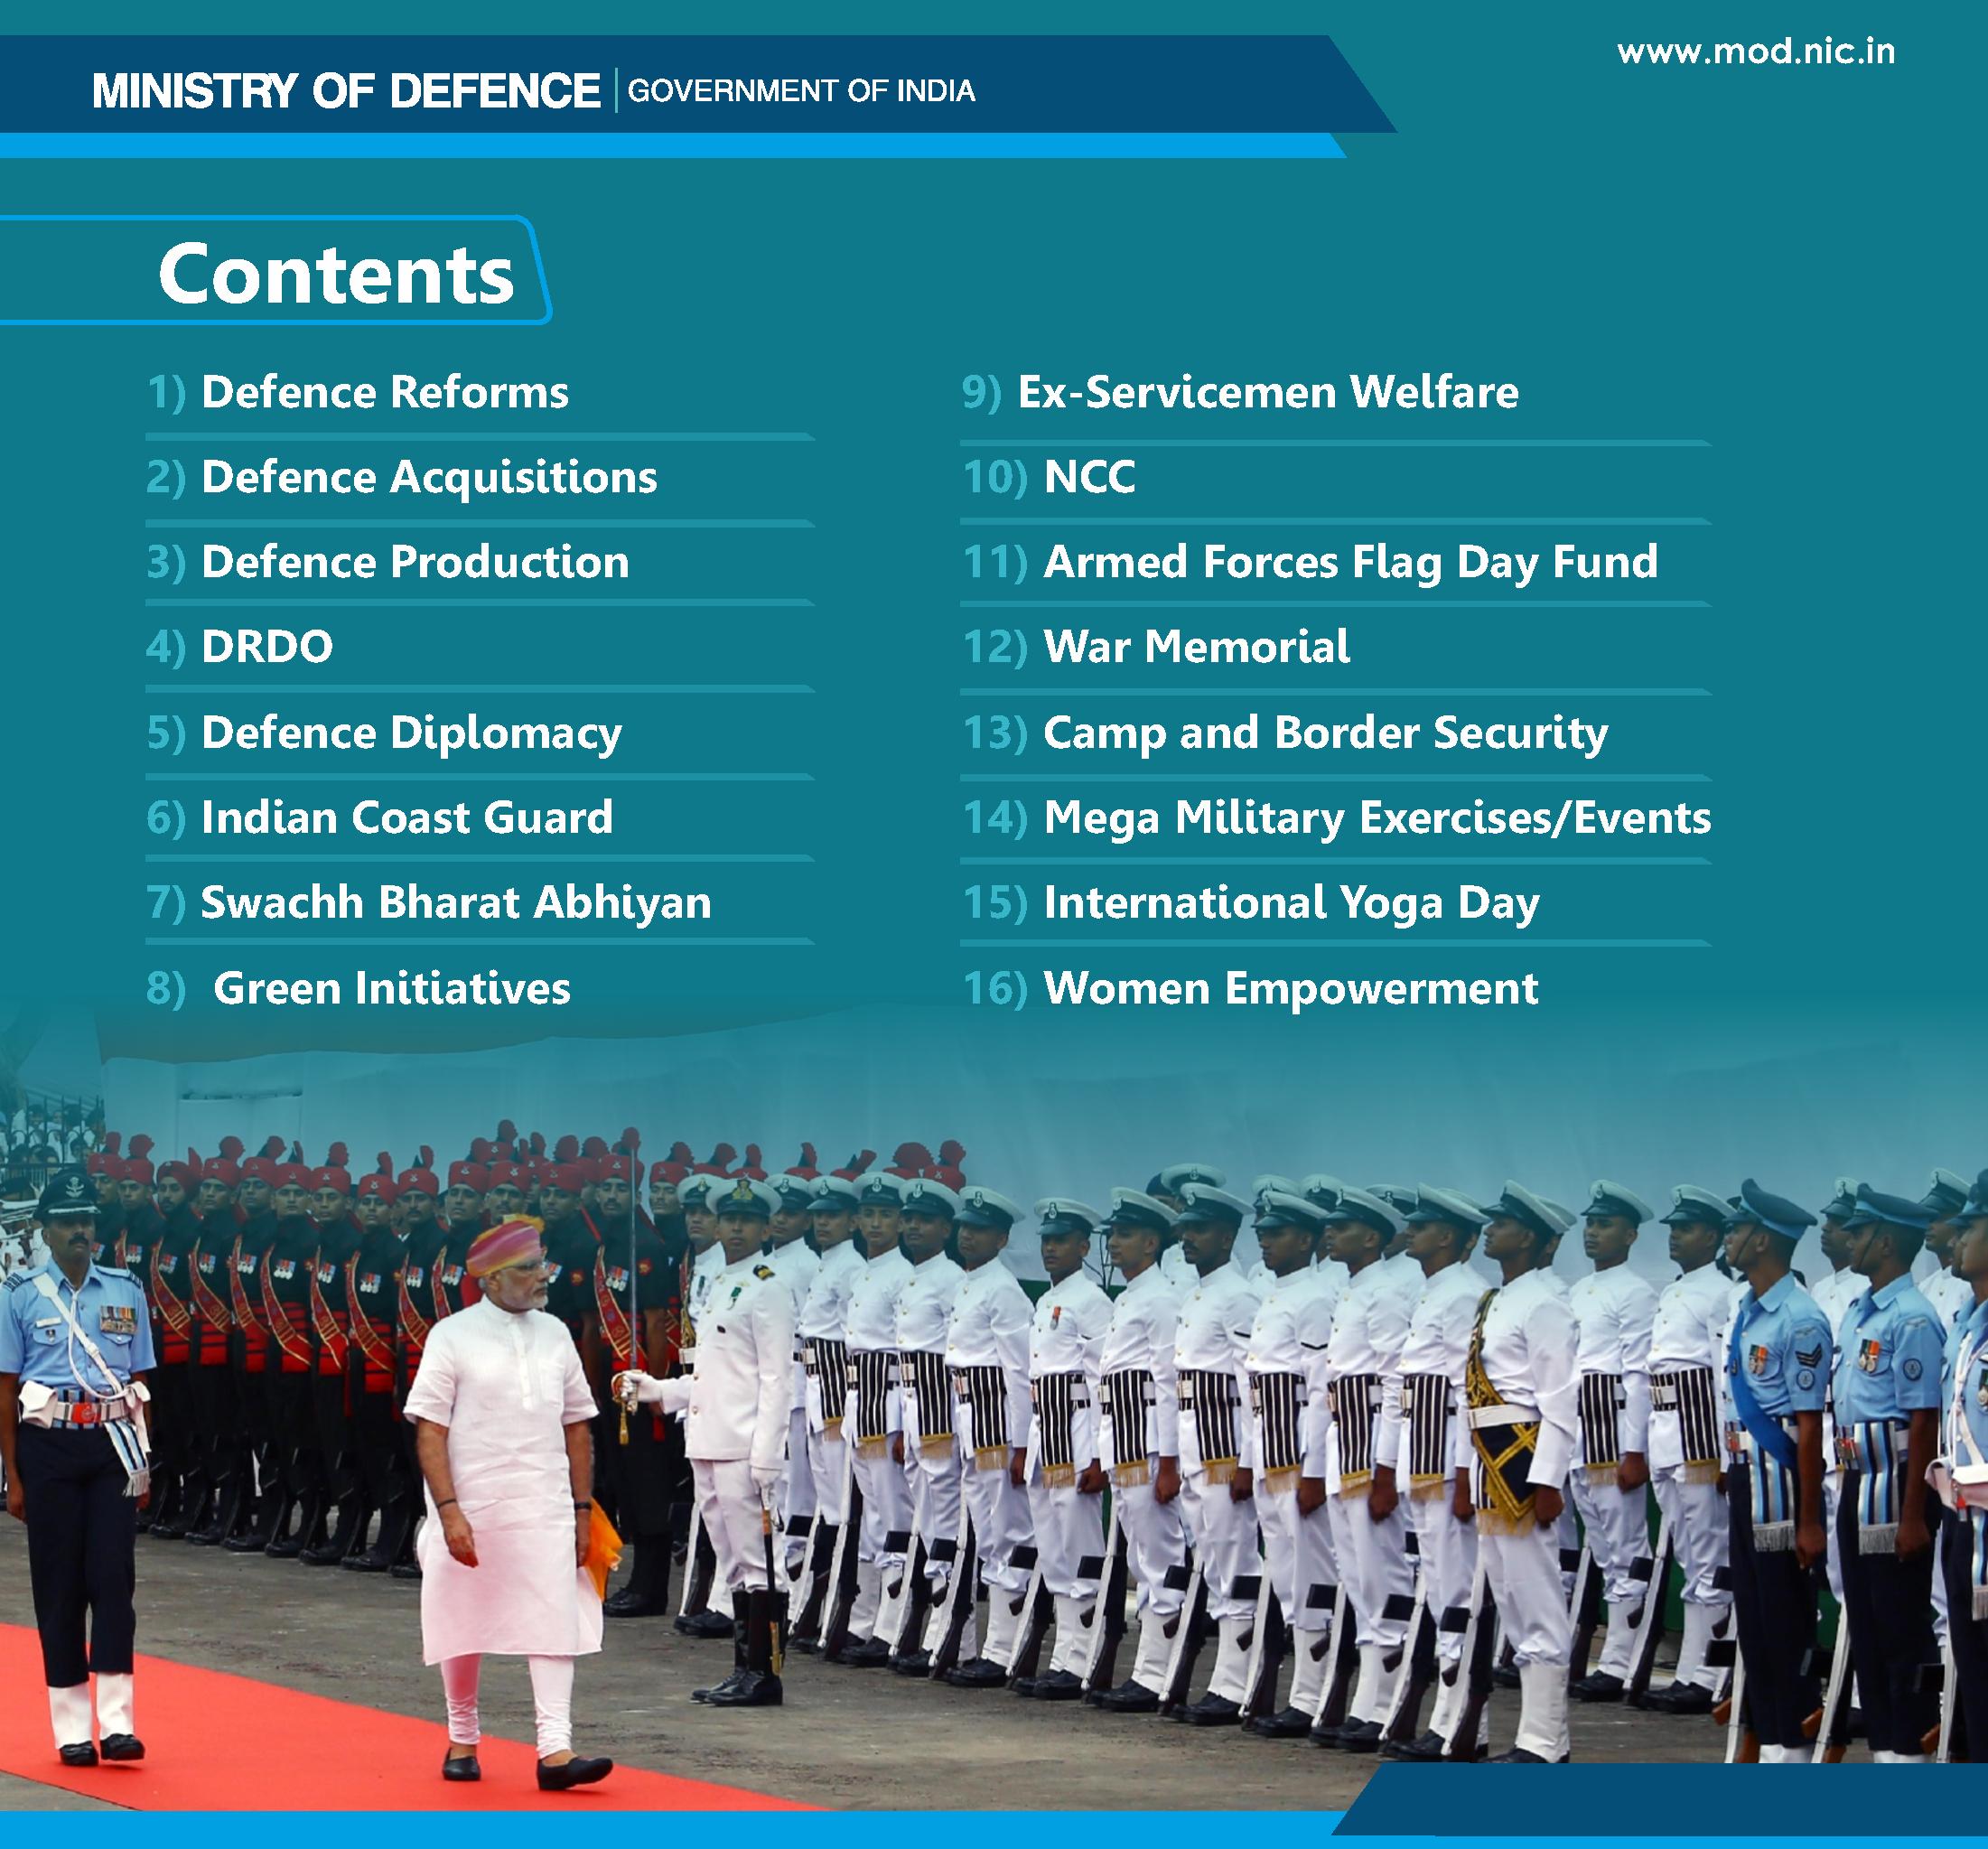 www.mod.nic.in
MINISTRY OF DEFENCE | GOVERNMENT OF INDIA
Contents
1) Defence Reforms
2) Defence Acquisitions
3) Defence Production
4) DRDO
5) Defence Diplomacy
6) Indian Coast Guard
7) Swachh Bharat Abhiyan
8) Green Initiatives
9) Ex-Servicemen Welfare
10) NCC
11) Armed Forces Flag Day Fund
12) War Memorial
13) Camp and Border Security
14) Mega Military Exercises/Events
15) International Yoga Day
16) Women Empowerment